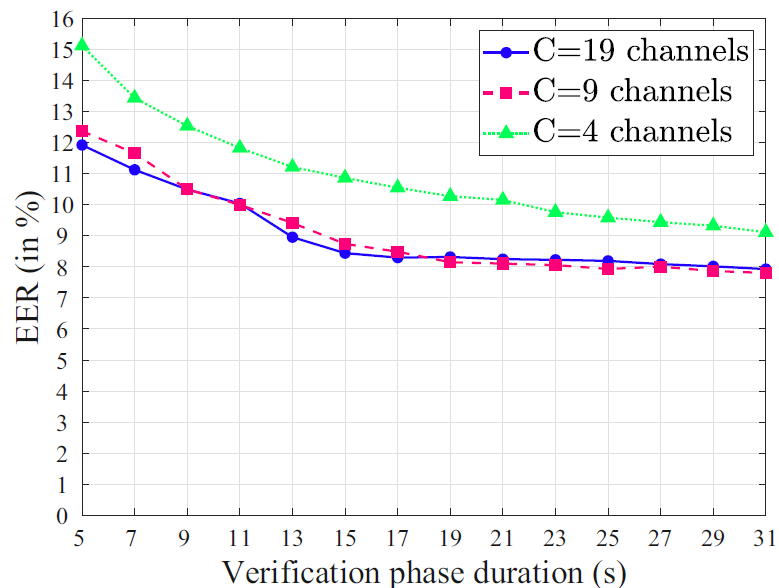 16
15
14
13
12
11
10
9
8
7
6
5
4
3
2
1
0
EER (in %)
C=19 channels
C=9 channels
C=4 channels
5 7 9 11 13 15 17 19 21 23 25 27 29 31
Verification phase duration (s)